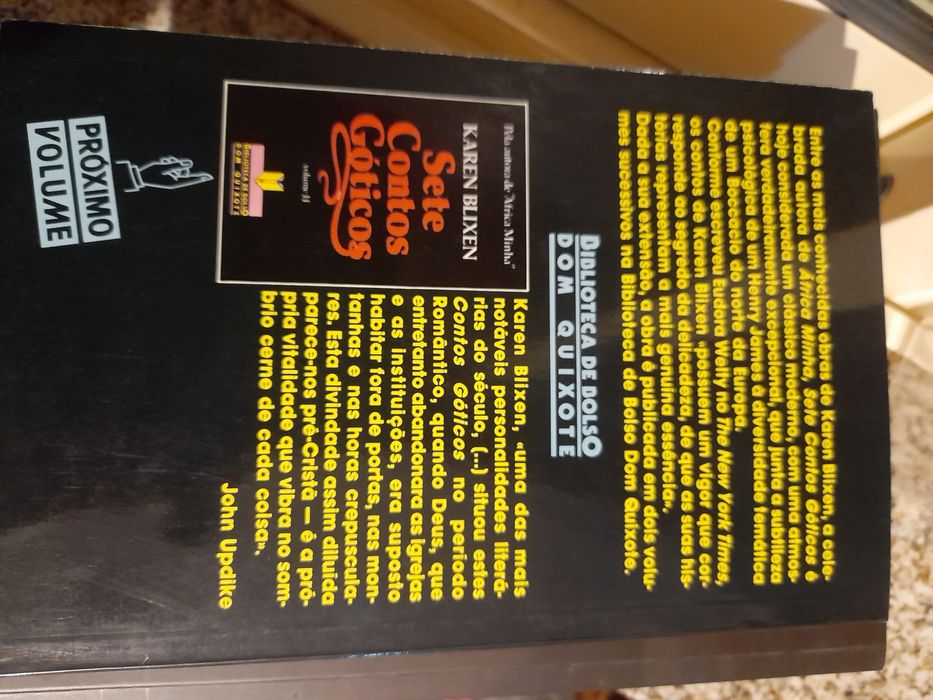 Entre as mais conhecidas obras de Karen Blixen, a cele-
brada autora de África Minha, Sete Contos Góticos é
hoje considerada um clássico moderno, com uma atmos-
fera verdadeiramente excepcional, que junta a subtileza
psicológica de um Henry James à diversidade temática
de um Boccacio do norte da Europa.
Conforme escreveu Eudora Welty no The New York Times,
os contos de Karen Blixen «possuem um vigor que cor-
responde ao segredo da delicadeza, de que as suas his-
tórias representam a mais genuína essência».
Dada a sua extensão, a obra é publicada em dois volu-
mes sucessivos na Biblioteca de Bolso Dom Quixote.
BIBLIOTECA DE BOLSO
DOM QUIXOTE
Pela autora de "África Minha"
KAREN BLIXEN
Sete
Contos
Góticos
volume II
BIBLIOTECA DE BOLSO
DOM QUIXOTE
Karen Blixen, «uma das mais
notáveis personalidades literá-
rias do século, (...) situou estes
Contos Góticos no período
Romântico, quando Deus, que
entretanto abandonara as Igrejas
e as Instituições, era suposto
habitar fora de portas, nas mon-
tanhas e nas horas crepuscula-
res. Esta divindade assim diluída
parece-nos pré-Cristã — é a pró-
pria vitalidade que vibra no som-
brio cerne de cada coisa».
John Updike
PRÓXIMO
VOLUME